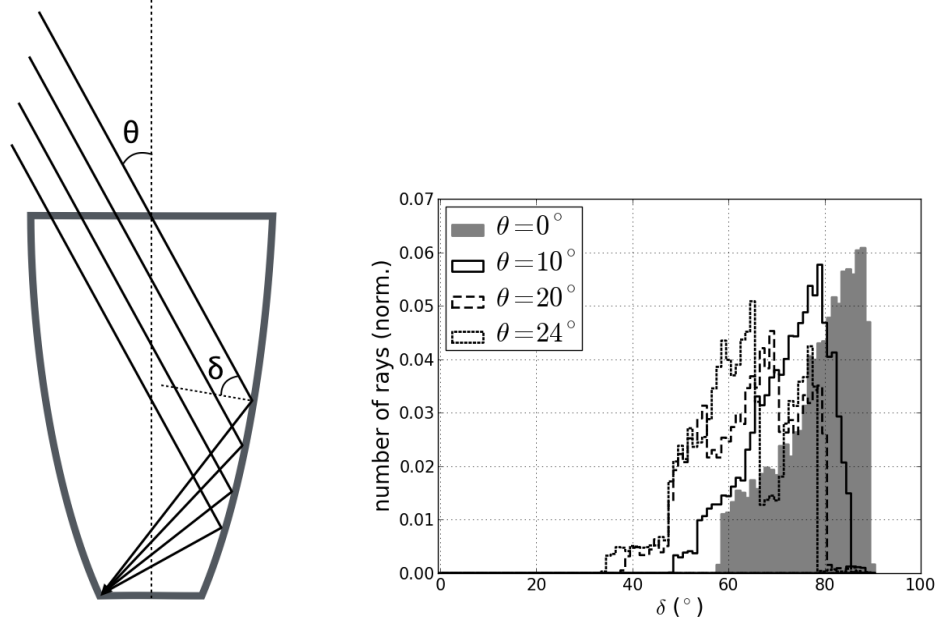 θ
δ
number of rays (norm.)
0.07
0.06
0.05
0.04
0.03
0.02
0.01
0.00
θ = 0°
θ = 10°
θ = 20°
θ = 24°
0 20 40 60 80 100
δ (°)